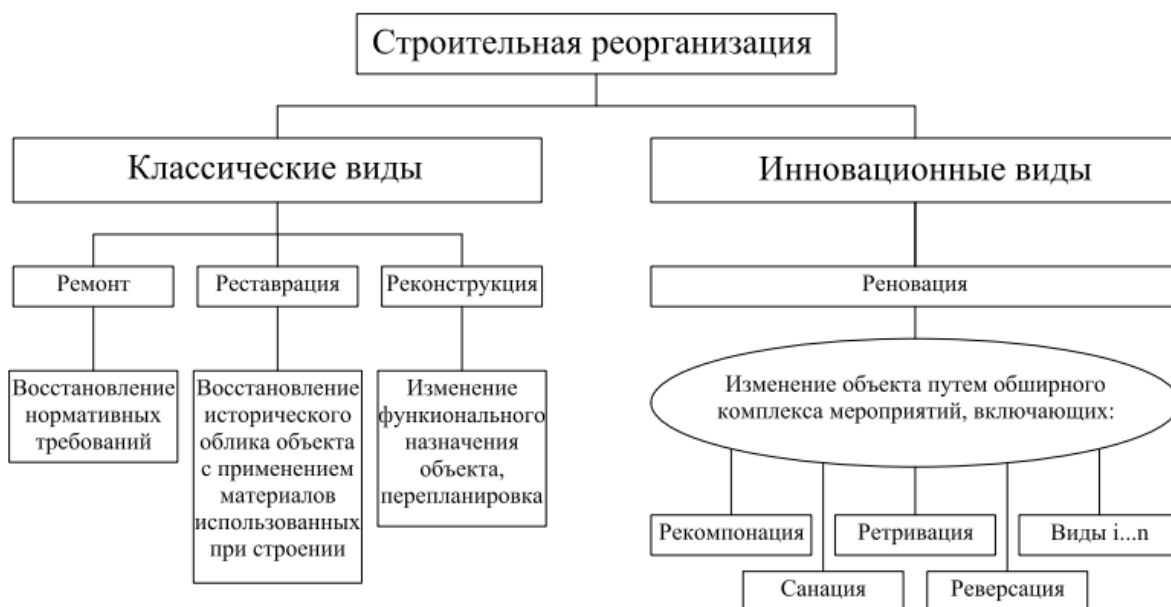 Строительная реорганизация
Классические виды
Инновационные виды
Ремонт
Реставрация
Реконструкция
Реновация
Восстановление
нормативных
требований
Восстановление
исторического
облика объекта
с применением
материалов
использованных
при строении
Изменение
функионального
назначения
объекта,
перепланировка
Изменение объекта путем обширного
комплекса мероприятий, включающих:
Рекомпонация
Ретривация
Виды i...n
Санация
Реверсация